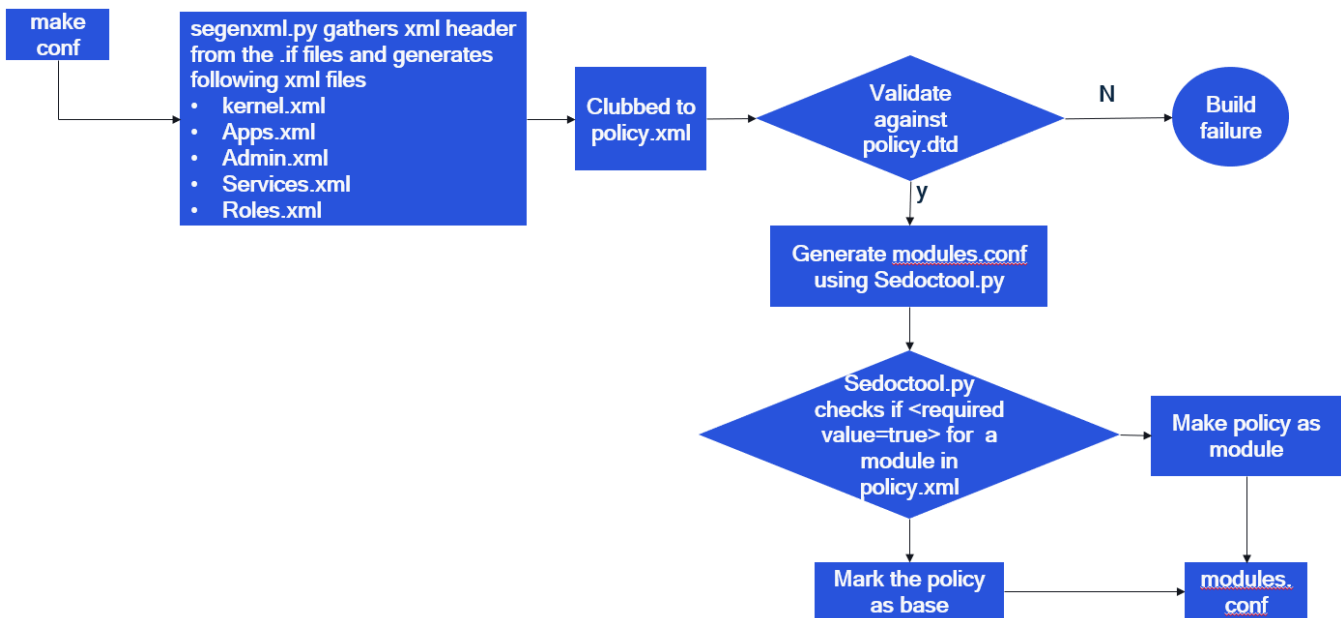 make
conf
segenxml.py gathers xml header
from the .if files and generates
following xml files
• kernel.xml
• Apps.xml
• Admin.xml
• Services.xml
• Roles.xml
Clubbed to
policy.xml
Validate
against
policy.dtd
N
Build
failure
y
Generate modules.conf
using Sedoctool.py
Sedoctool.py
checks if <required
value=true> for a
module in
policy.xml
Make policy as
module
Mark the policy
as base
modules.
conf